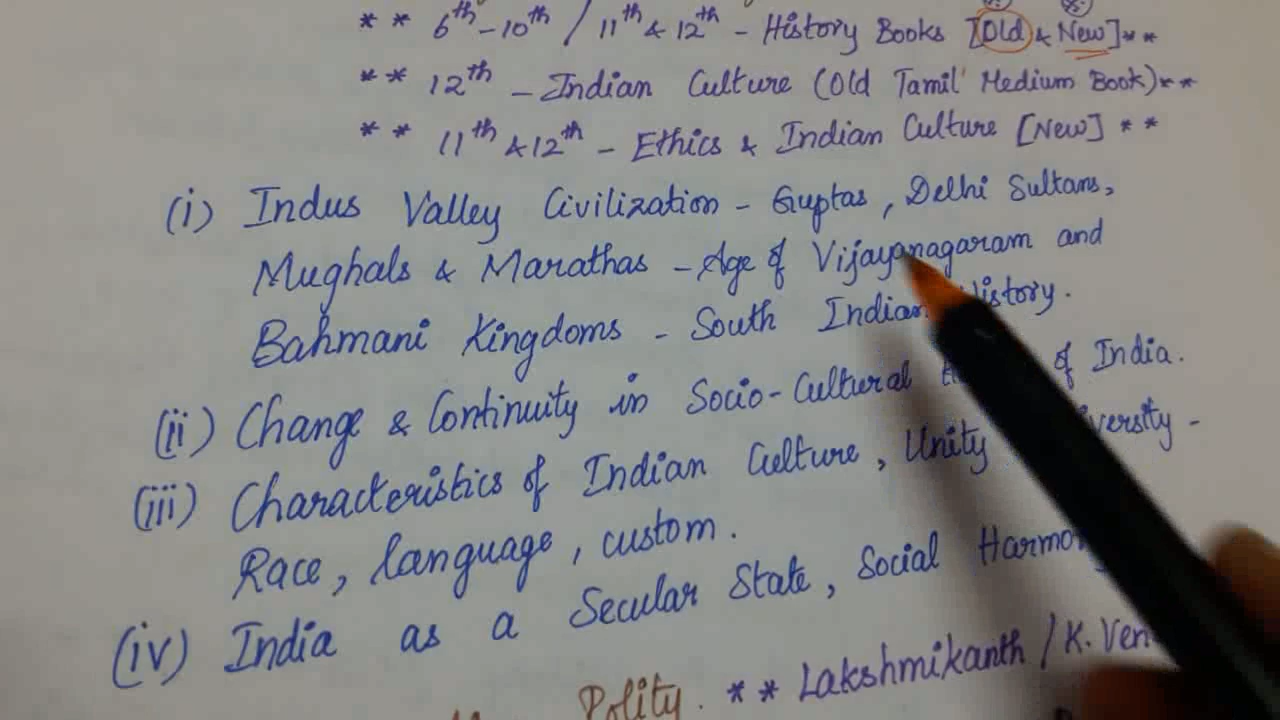 ** 6th - 10th / 11th & 12th - History Books [Old & New]**
** 12th - Indian Culture (Old Tamil Medium Book)**
** 11th & 12th - Ethics & Indian Culture [New] **
(i) Indus Valley Civilization - Guptas, Delhi Sultans,
Mughals & Marathas - Age of Vijayanagaram and
Bahmani Kingdoms - South Indian History.
(ii) Change & Continuity in Socio-Cultural of India.
(iii) Characteristics of Indian Culture, Unity -
Race, language, custom.
(iv) India as a Secular State, Social
Polity. ** Lakshmikanth / K.